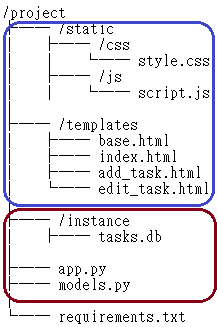 /project
/static
/css
style.css
/js
script.js
/templates
base.html
index.html
add_task.html
edit_task.html
/instance
tasks.db
app.py
models.py
requirements.txt